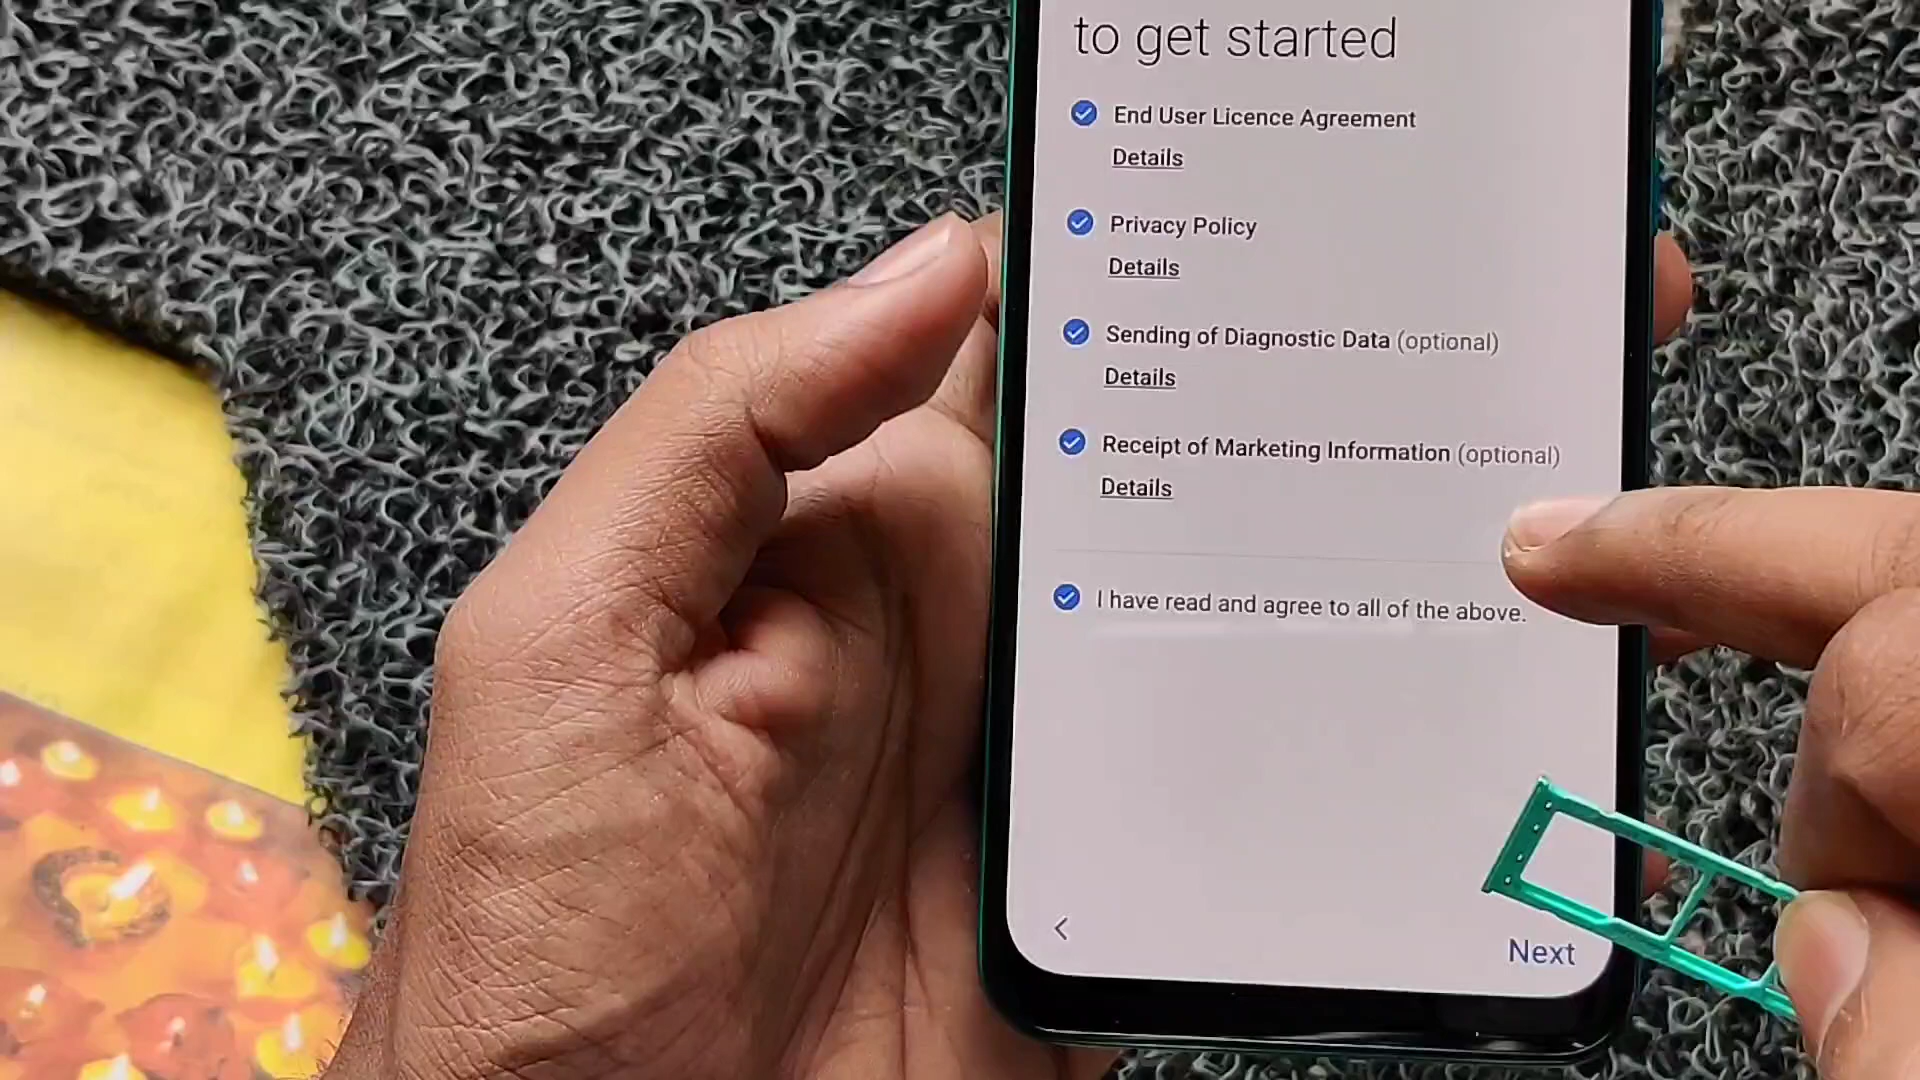 to get started
End User Licence Agreement
Details
Privacy Policy
Details
Sending of Diagnostic Data (optional)
Details
Receipt of Marketing Information (optional)
Details
I have read and agree to all of the above.
Next